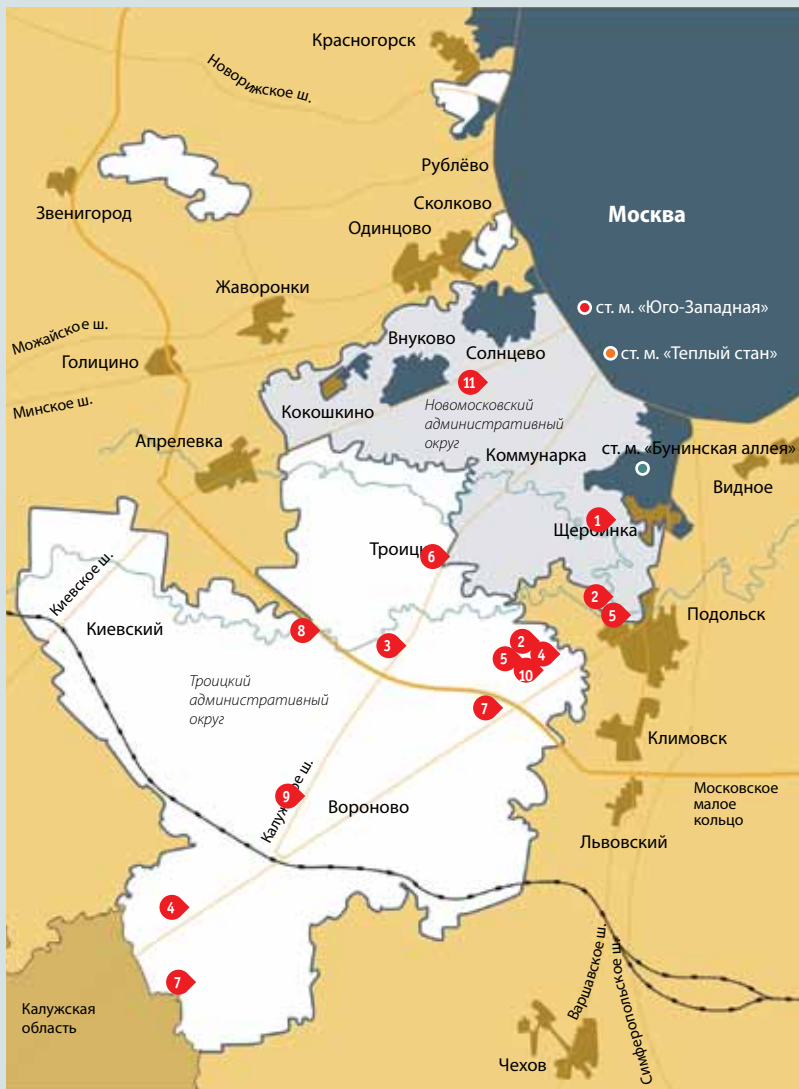 Красногорск
Новорижское ш.
Рублёво
Сколково
Звенигород
Москва
Одинцово
Жаворонки
ст. м. «Юго-Западная»
Можайское ш.
Внуково
Солнцево
ст. м. «Теплый стан»
Голицино
11
Минское ш.
Кокошкино
Новомосковский
административный
округ
Апрелевка
Коммунарка
ст. м. «Бунинская аллея»
Видное
1
Щербинка
Троицк
6
Киевское ш.
2
5
Подольск
Киевский
8
3
2
5
4
10
Троицкий
административный
округ
7
Климовск
Калужское ш.
9
Вороново
Московское
малое
кольцо
Львовский
4
Варшавское ш.
Симферопольское ш.
7
Калужская
область
Чехов